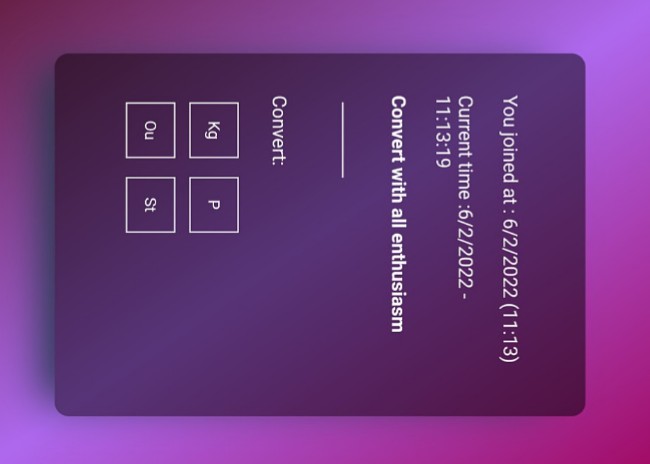 You joined at : 6/2/2022 (11:13)
Current time :6/2/2022 -
11:13:19
Convert with all enthusiasm
Convert:
Kg P
Ou St